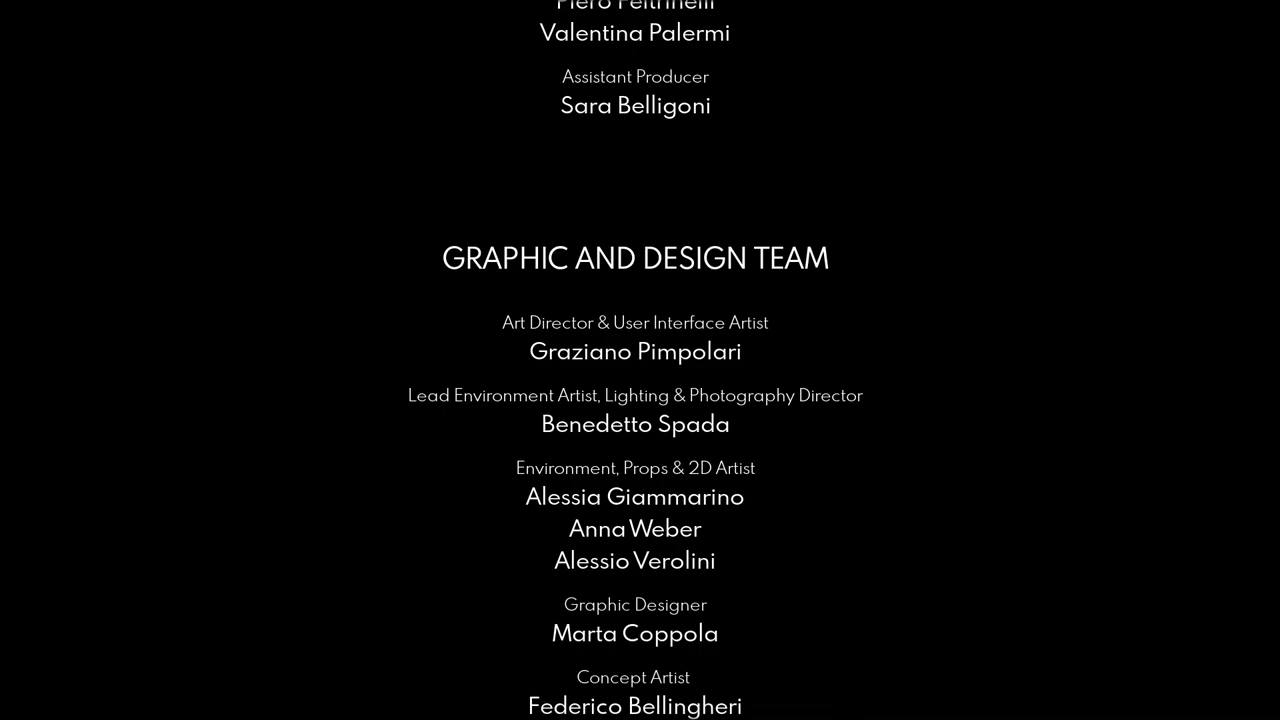 Piero Feltrinelli
Valentina Palermi
Assistant Producer
Sara Belligoni
GRAPHIC AND DESIGN TEAM
Art Director & User Interface Artist
Graziano Pimpolari
Lead Environment Artist, Lighting & Photography Director
Benedetto Spada
Environment, Props & 2D Artist
Alessia Giammarino
Anna Weber
Alessio Verolini
Graphic Designer
Marta Coppola
Concept Artist
Federico Bellingheri